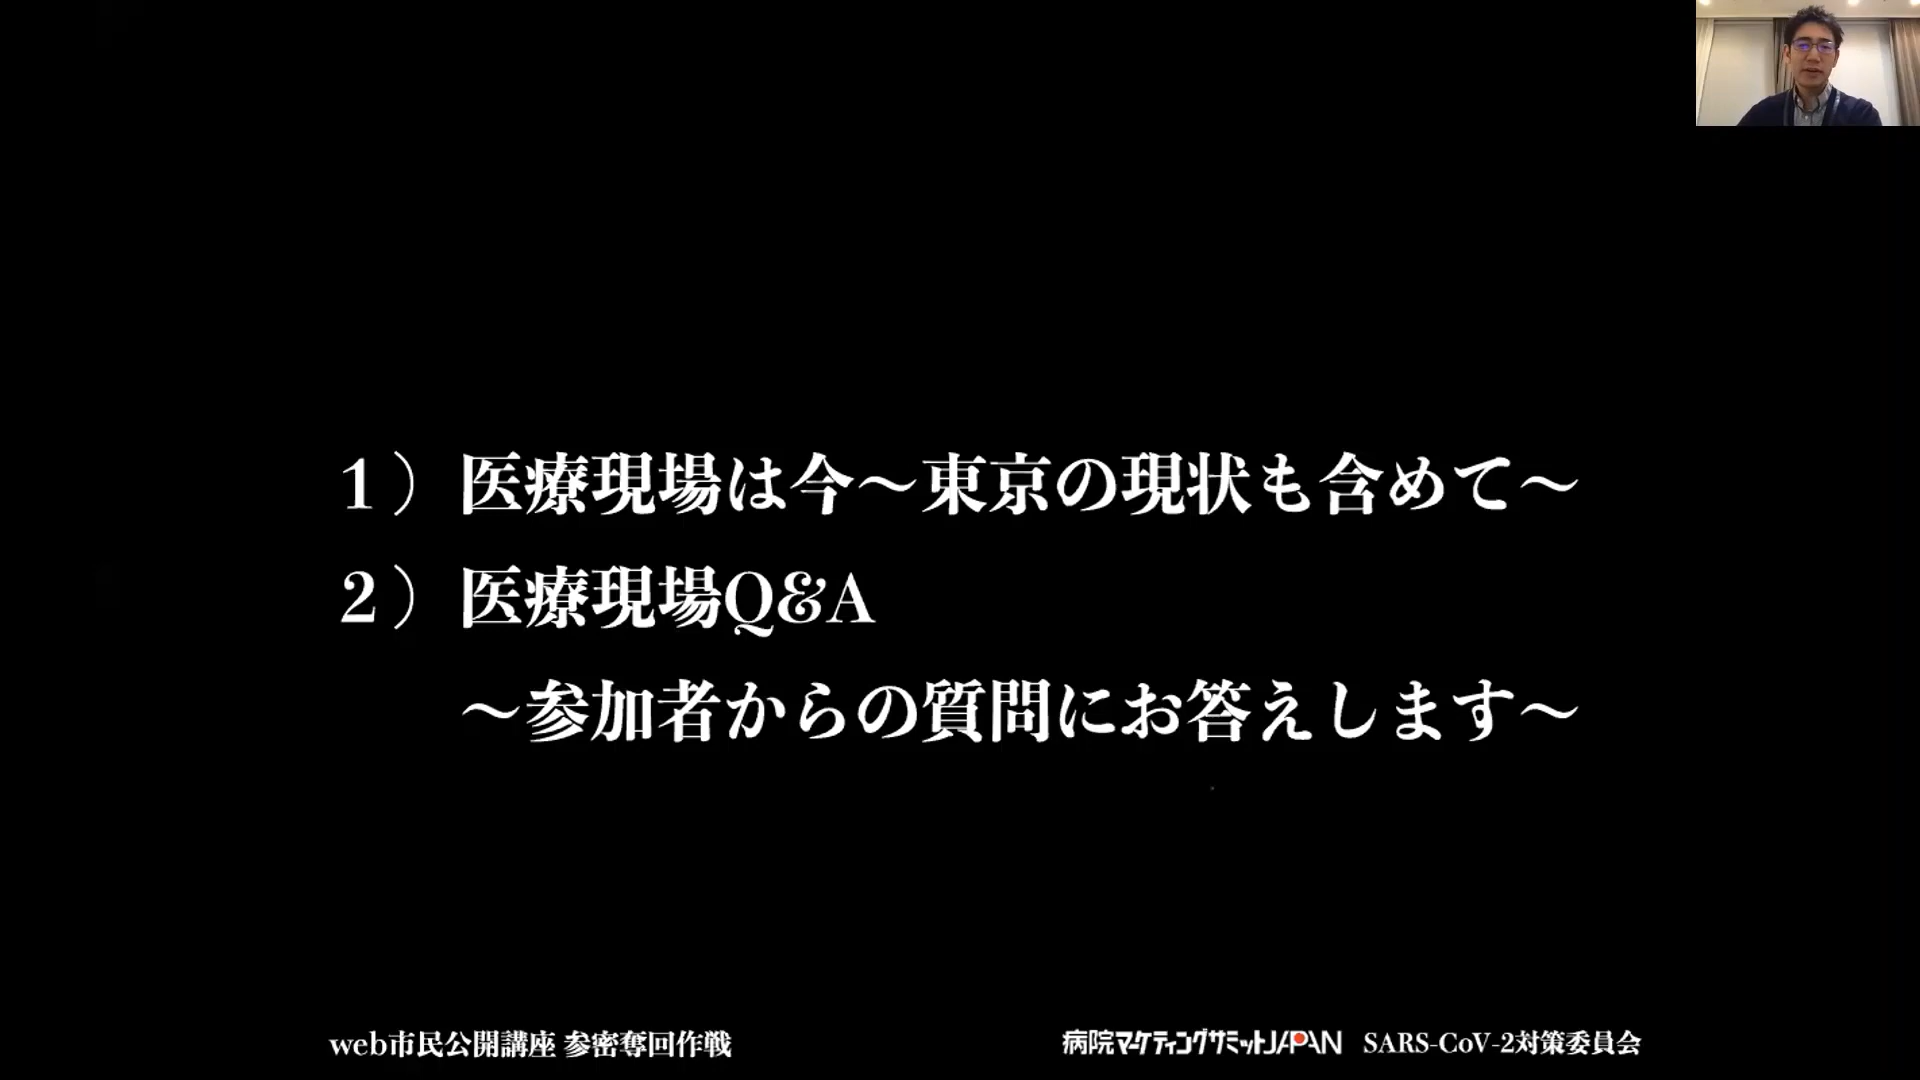 １）医療現場は今～東京の現状も含めて～
２）医療現場Q&A
～参加者からの質問にお答えします～
web市民公開講座 参密奪回作戦
病院マーケティングサミットJAPAN SARS-CoV-2対策委員会